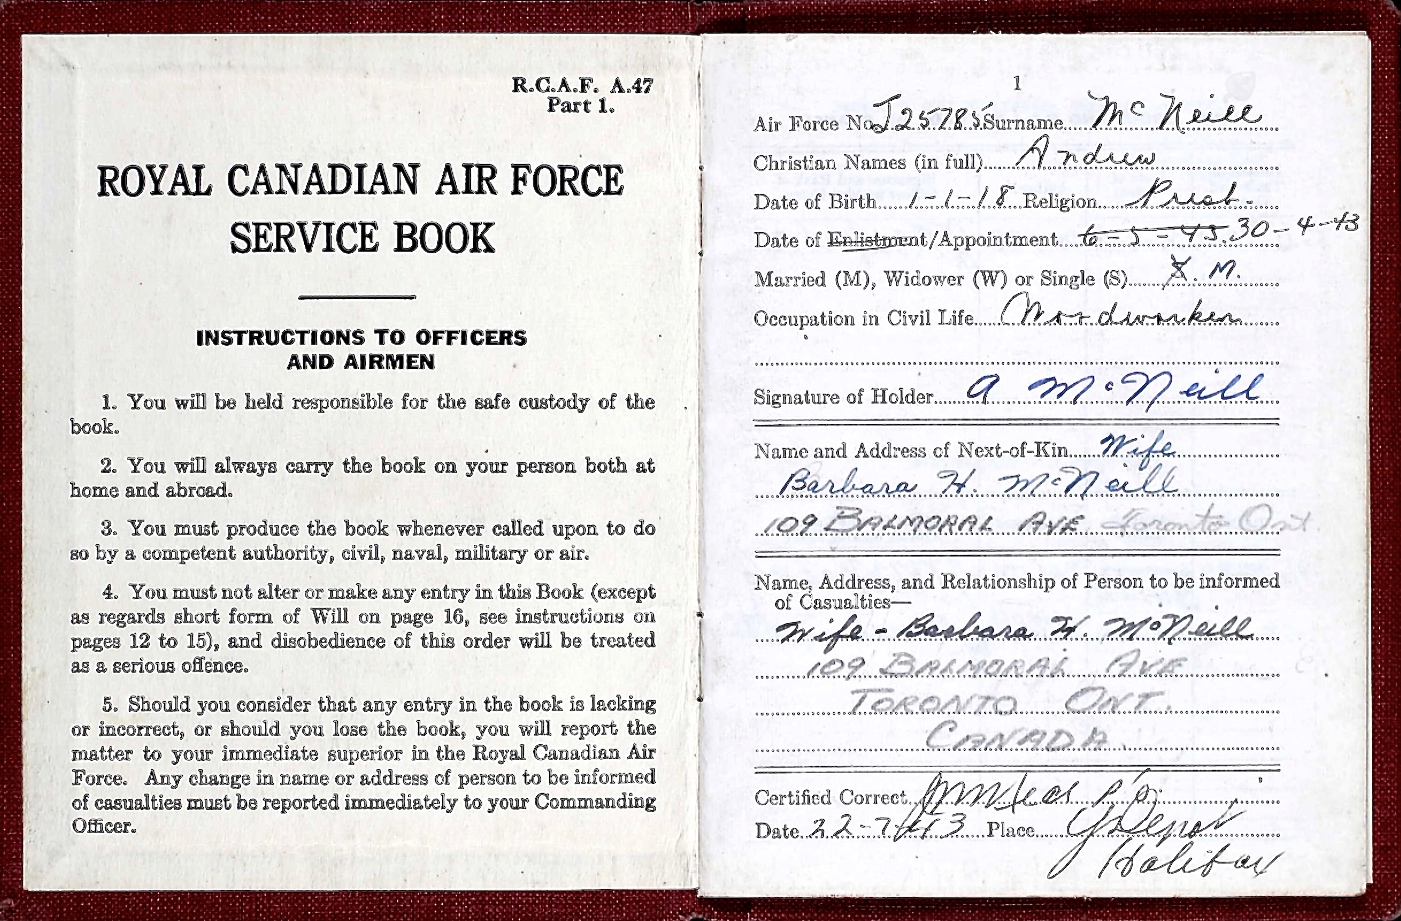 R.C.A.F. A.47
Part 1.
ROYAL CANADIAN AIR FORCE
SERVICE BOOK
INSTRUCTIONS TO OFFICERS
AND AIRMEN
1. You will be held responsible for the safe custody of the
book.
2. You will always carry the book on your person both at
home and abroad.
3. You must produce the book whenever called upon to do
so by a competent authority, civil, naval, military or air.
4. You must not alter or make any entry in this Book (except
as regards short form of Will on page 16, see instructions on
pages 12 to 15), and disobedience of this order will be treated
as a serious offence.
5. Should you consider that any entry in the book is lacking
or incorrect, or should you lose the book, you will report the
matter to your immediate superior in the Royal Canadian Air
Force. Any change in name or address of person to be informed
of casualties must be reported immediately to your Commanding
Officer.
1
Air Force No. J25785 Surname McNeill
Christian Names (in full) Andrew
Date of Birth 1-1-18 Religion Presb.
Date of Enlistment/Appointment 6-5-43. 30-4-43
Married (M), Widower (W) or Single (S) S. M.
Occupation in Civil Life Woodworker
Signature of Holder A McNeill
Name and Address of Next-of-Kin Wife
Barbara H. McNeill
109 BALMORAL AVE Toronto Ont
Name, Address, and Relationship of Person to be informed
of Casualties—
Wife - Barbara H. McNeill
109 BALMORAL AVE
TORONTO ONT.
CANADA
Certified Correct
Date 22-7-43 Place Y Depot
Halifax